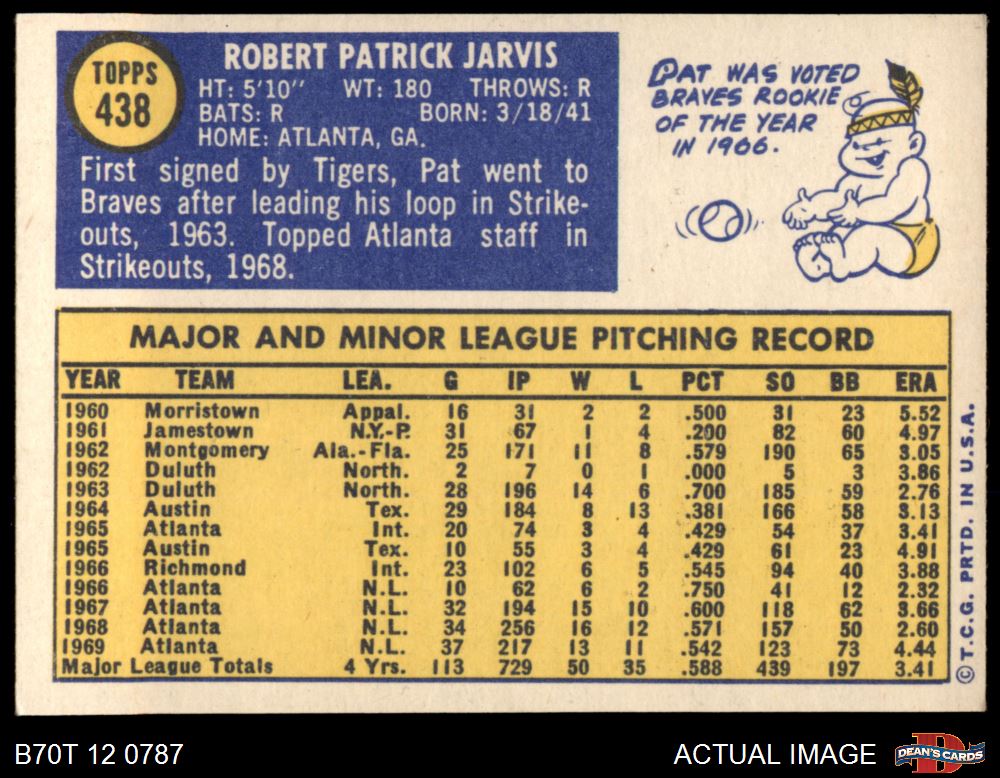 TOPPS
438
ROBERT PATRICK JARVIS
HT: 5'10" WT: 180 THROWS: R
BATS: R BORN: 3/18/41
HOME: ATLANTA, GA.
First signed by Tigers, Pat went to
Braves after leading his loop in Strike-
outs, 1963. Topped Atlanta staff in
Strikeouts, 1968.
PAT WAS VOTED
BRAVES ROOKIE
OF THE YEAR
IN 1966.
MAJOR AND MINOR LEAGUE PITCHING RECORD
YEAR TEAM LEA. G IP W L PCT SO BB ERA
1960 Morristown Appal. 16 31 2 2 .500 31 23 5.52
1961 Jamestown N.Y.-P. 31 67 1 4 .200 82 60 4.97
1962 Montgomery Ala.-Fla. 25 171 11 8 .579 190 65 3.05
1962 Duluth North. 2 7 0 1 .000 5 3 3.86
1963 Duluth North. 28 196 14 6 .700 185 59 2.76
1964 Austin Tex. 29 184 8 13 .381 166 58 3.13
1965 Atlanta Int. 20 74 3 4 .429 54 37 3.41
1965 Austin Tex. 10 55 3 4 .429 61 23 4.91
1966 Richmond Int. 23 102 6 5 .545 94 40 3.88
1966 Atlanta N.L. 10 62 6 2 .750 41 12 2.32
1967 Atlanta N.L. 32 194 15 10 .600 118 62 3.66
1968 Atlanta N.L. 34 256 16 12 .571 157 50 2.60
1969 Atlanta N.L. 37 217 13 11 .542 123 73 4.44
Major League Totals 4 Yrs. 113 729 50 35 .588 439 197 3.41
© T.C.G. PRTD. IN U.S.A.
B70T 12 0787
ACTUAL IMAGE
DEAN'S CARDS